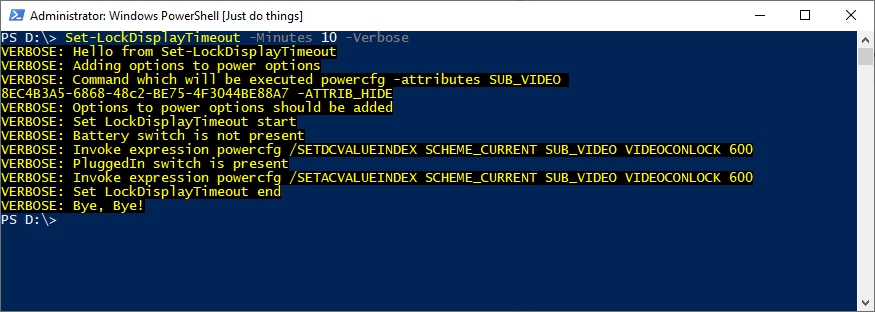 Administrator: Windows PowerShell [Just do things]
PS D:\> Set-LockDisplayTimeout -Minutes 10 -Verbose
VERBOSE: Hello from Set-LockDisplayTimeout
VERBOSE: Adding options to power options
VERBOSE: Command which will be executed powercfg -attributes SUB_VIDEO
8EC4B3A5-6868-48c2-BE75-4F3044BE88A7 -ATTRIB_HIDE
VERBOSE: Options to power options should be added
VERBOSE: Set LockDisplayTimeout start
VERBOSE: Battery switch is not present
VERBOSE: Invoke expression powercfg /SETDCVALUEINDEX SCHEME_CURRENT SUB_VIDEO VIDEOCONLOCK 600
VERBOSE: PluggedIn switch is present
VERBOSE: Invoke expression powercfg /SETACVALUEINDEX SCHEME_CURRENT SUB_VIDEO VIDEOCONLOCK 600
VERBOSE: Set LockDisplayTimeout end
VERBOSE: Bye, Bye!
PS D:\>